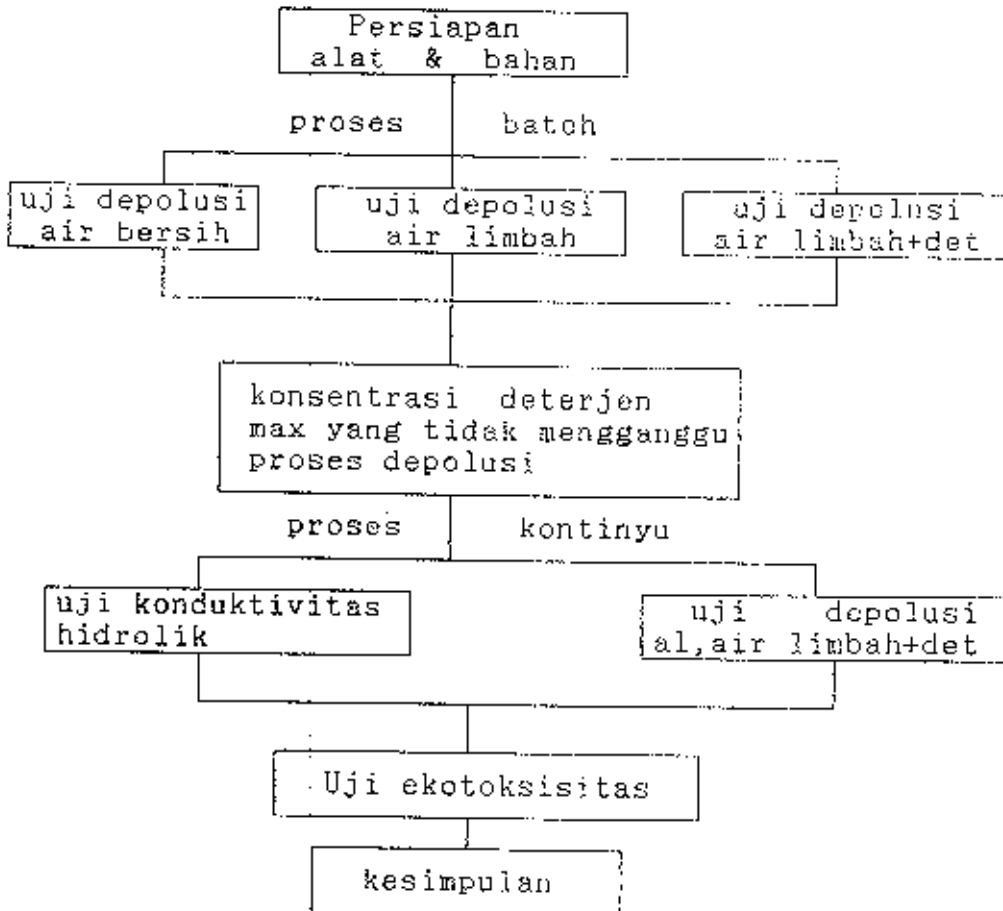 Persiapan
alat & bahan
proses batch
uji depolusi
air bersih
uji depolusi
air limbah
uji depolusi
air limbah+det
konsentrasi deterjen
max yang tidak mengganggu
proses depolusi
proses kontinyu
uji konduktivitas
hidrolik
uji depolusi
al,air limbah+det
Uji ekotoksisitas
kesimpulan